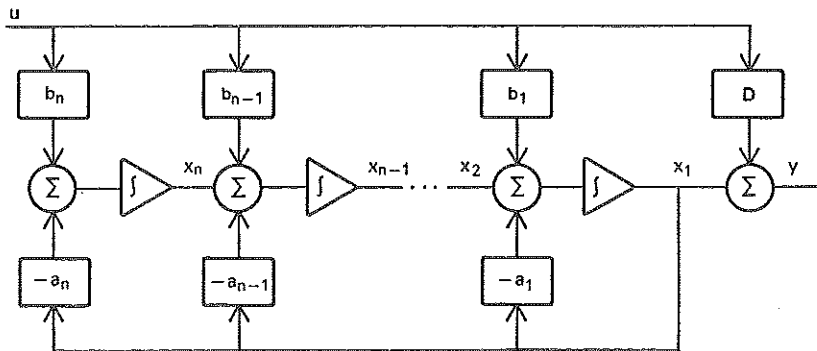 u
b_n b_{n-1} b_1 D
Σ ∫ x_n Σ ∫ x_{n-1} ... x_2 Σ ∫ x_1 Σ y
-a_n -a_{n-1} -a_1